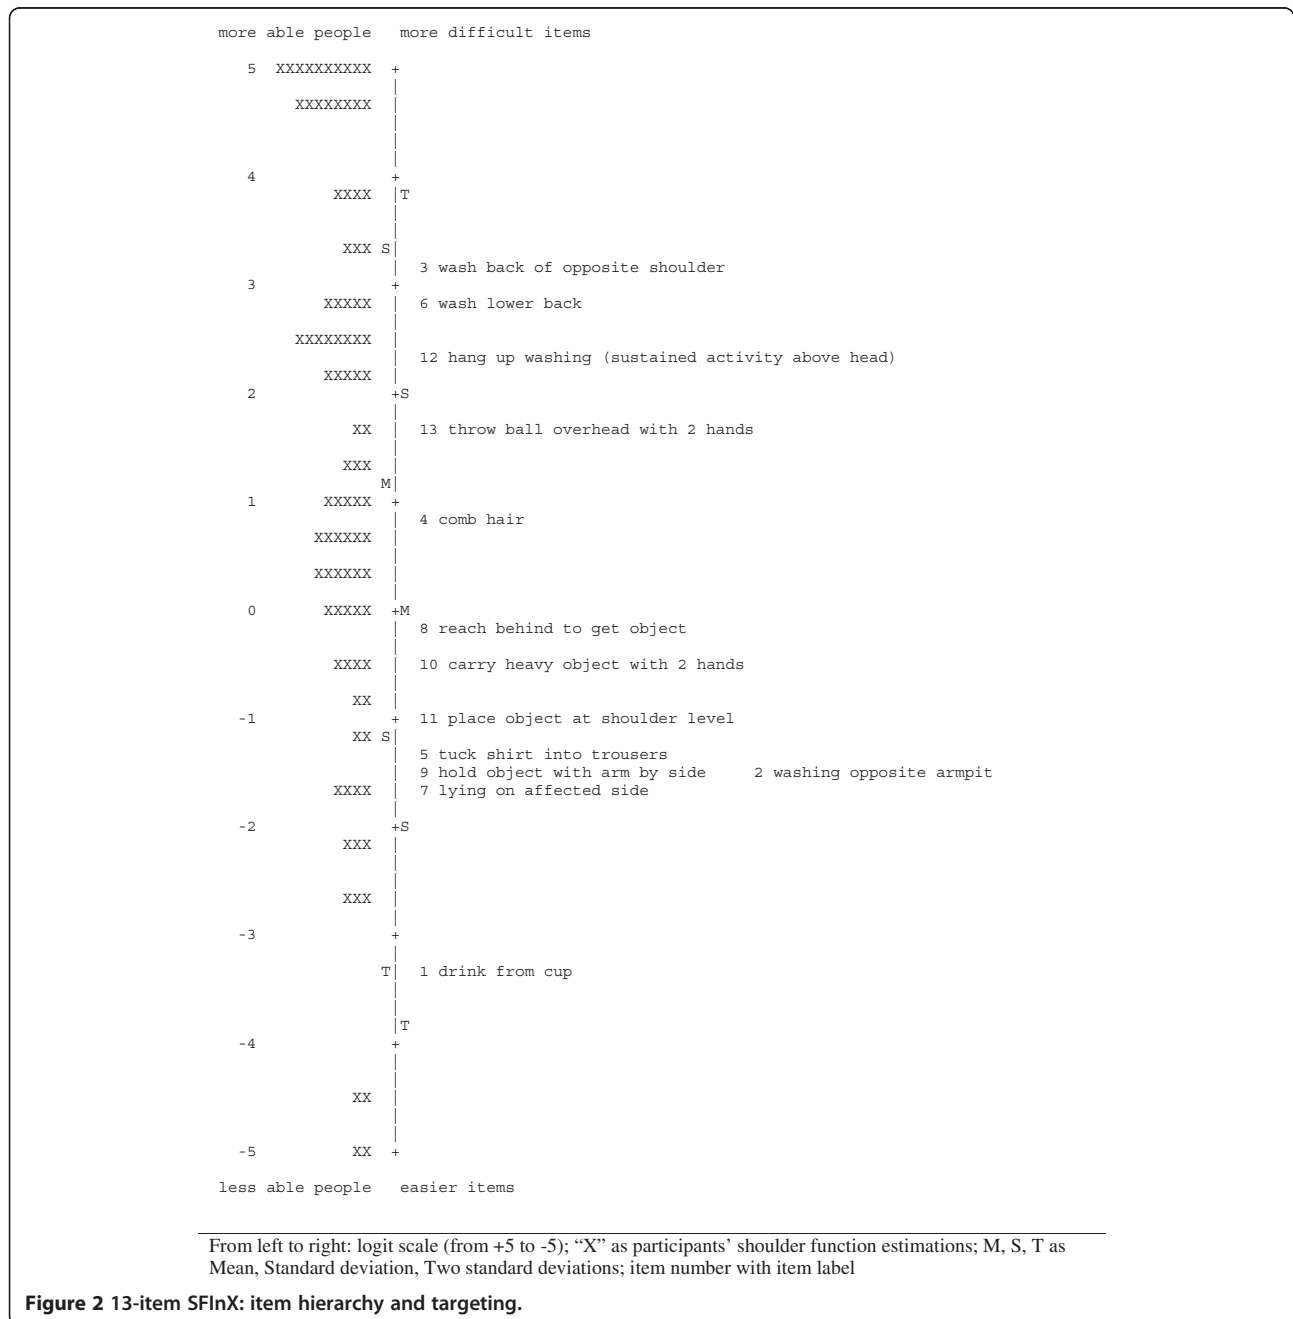 more able people   more difficult items
5  XXXXXXXXXX  +
|
XXXXXXXX  |
|
|
|
4  +
XXXX  |T
|
|
XXX S|
|  3 wash back of opposite shoulder
3  +
XXXXX  |  6 wash lower back
|
XXXXXXXX  |
|  12 hang up washing (sustained activity above head)
XXXXX  |
2  +S
|
XX  |  13 throw ball overhead with 2 hands
|
XXX  |
M|
1  XXXXX  +
|  4 comb hair
XXXXXX  |
|
XXXXXX  |
|
0  XXXXX  +M
|  8 reach behind to get object
|
XXXX  |  10 carry heavy object with 2 hands
|
XX  |
-1  +  11 place object at shoulder level
XX S|
|  5 tuck shirt into trousers
|  9 hold object with arm by side     2 washing opposite armpit
XXXX  |  7 lying on affected side
|
-2  +S
XXX  |
|
|
XXX  |
|
-3  +
|
T|  1 drink from cup
|
|
|T
-4  +
|
|
XX  |
|
|
-5  XX  +
less able people   easier items
From left to right: logit scale (from +5 to -5); “X” as participants’ shoulder function estimations; M, S, T as
Mean, Standard deviation, Two standard deviations; item number with item label
Figure 2 13-item SFInX: item hierarchy and targeting.